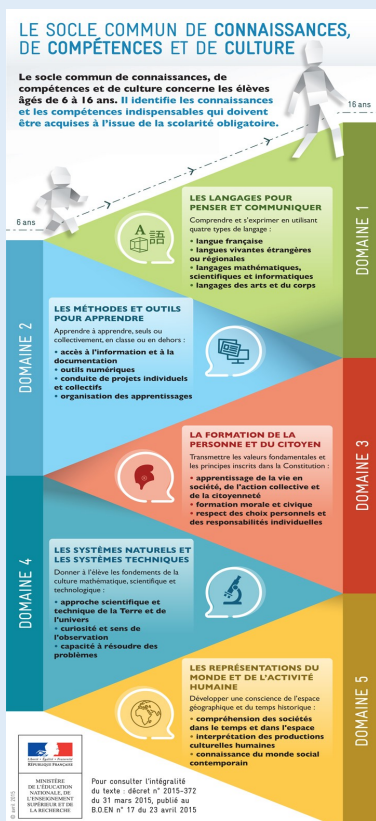 LE SOCLE COMMUN DE CONNAISSANCES,
DE COMPÉTENCES ET DE CULTURE
Le socle commun de connaissances, de
compétences et de culture concerne les élèves
âgés de 6 à 16 ans. Il identifie les connaissances
et les compétences indispensables qui doivent
être acquises à l'issue de la scolarité obligatoire.
16 ans
6 ans
DOMAINE 1
A 語
LES LANGAGES POUR
PENSER ET COMMUNIQUER
Comprendre et s'exprimer en utilisant
quatre types de langage :
• langue française
• langues vivantes étrangères
ou régionales
• langages mathématiques,
scientifiques et informatiques
• langages des arts et du corps
DOMAINE 2
LES MÉTHODES ET OUTILS
POUR APPRENDRE
Apprendre à apprendre, seuls ou
collectivement, en classe ou en dehors :
• accès à l'information et à la
documentation
• outils numériques
• conduite de projets individuels
et collectifs
• organisation des apprentissages
DOMAINE 3
LA FORMATION DE LA
PERSONNE ET DU CITOYEN
Transmettre les valeurs fondamentales et
les principes inscrits dans la Constitution :
• apprentissage de la vie en
société, de l'action collective et
de la citoyenneté
• formation morale et civique
• respect des choix personnels et
des responsabilités individuelles
DOMAINE 4
LES SYSTÈMES NATURELS ET
LES SYSTÈMES TECHNIQUES
Donner à l'élève les fondements de la
culture mathématique, scientifique et
technologique :
• approche scientifique et
technique de la Terre et de
l'univers
• curiosité et sens de
l'observation
• capacité à résoudre des
problèmes
DOMAINE 5
LES REPRÉSENTATIONS DU
MONDE ET DE L'ACTIVITÉ
HUMAINE
Développer une conscience de l'espace
géographique et du temps historique :
• compréhension des sociétés
dans le temps et dans l'espace
• interprétation des productions
culturelles humaines
• connaissance du monde social
contemporain
Liberté • Égalité • Fraternité
RÉPUBLIQUE FRANÇAISE
MINISTÈRE
DE L'ÉDUCATION
NATIONALE, DE
L'ENSEIGNEMENT
SUPÉRIEUR ET DE
LA RECHERCHE
Pour consulter l'intégralité
du texte : décret n° 2015-372
du 31 mars 2015, publié au
B.O.EN n° 17 du 23 avril 2015
© avril 2015